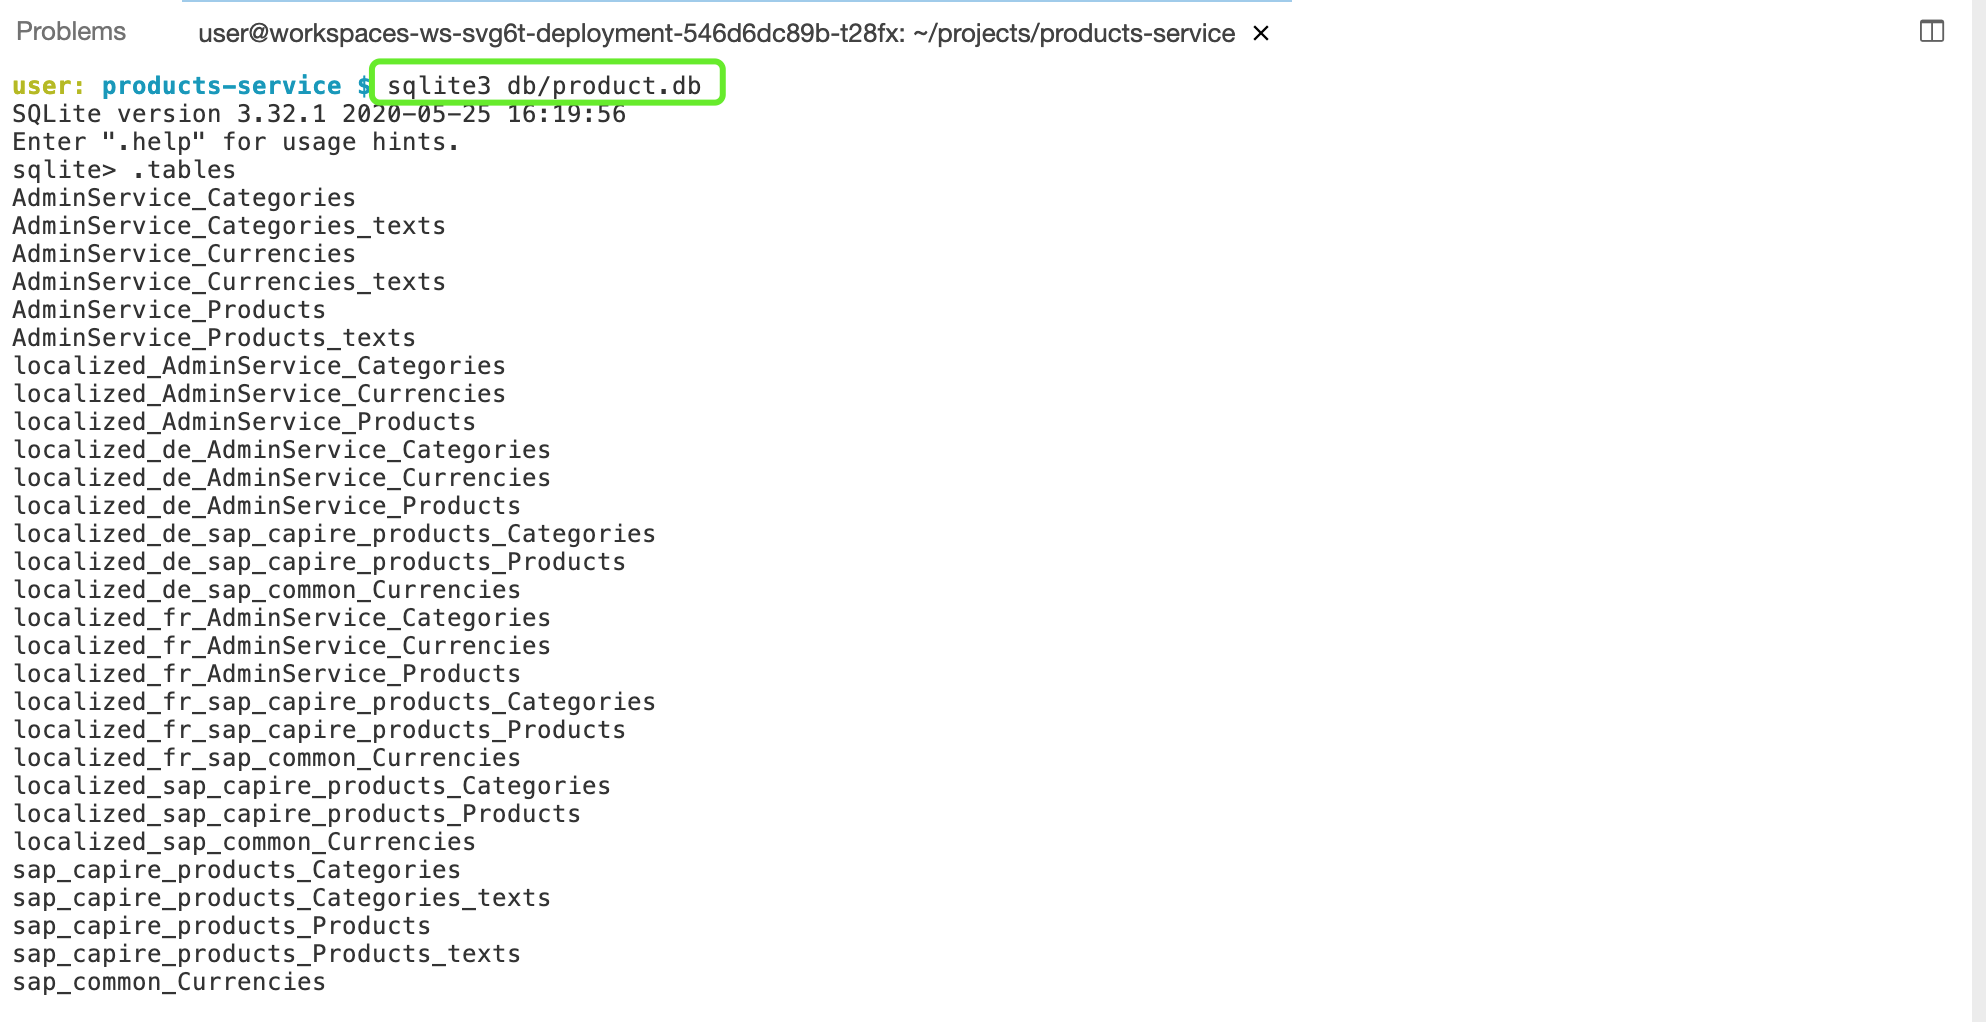 Problems user@workspaces-ws-svg6t-deployment-546d6dc89b-t28fx: ~/projects/products-service ×
user: products-service $ sqlite3 db/product.db
SQLite version 3.32.1 2020-05-25 16:19:56
Enter ".help" for usage hints.
sqlite> .tables
AdminService_Categories
AdminService_Categories_texts
AdminService_Currencies
AdminService_Currencies_texts
AdminService_Products
AdminService_Products_texts
localized_AdminService_Categories
localized_AdminService_Currencies
localized_AdminService_Products
localized_de_AdminService_Categories
localized_de_AdminService_Currencies
localized_de_AdminService_Products
localized_de_sap_capire_products_Categories
localized_de_sap_capire_products_Products
localized_de_sap_common_Currencies
localized_fr_AdminService_Categories
localized_fr_AdminService_Currencies
localized_fr_AdminService_Products
localized_fr_sap_capire_products_Categories
localized_fr_sap_capire_products_Products
localized_fr_sap_common_Currencies
localized_sap_capire_products_Categories
localized_sap_capire_products_Products
localized_sap_common_Currencies
sap_capire_products_Categories
sap_capire_products_Categories_texts
sap_capire_products_Products
sap_capire_products_Products_texts
sap_common_Currencies